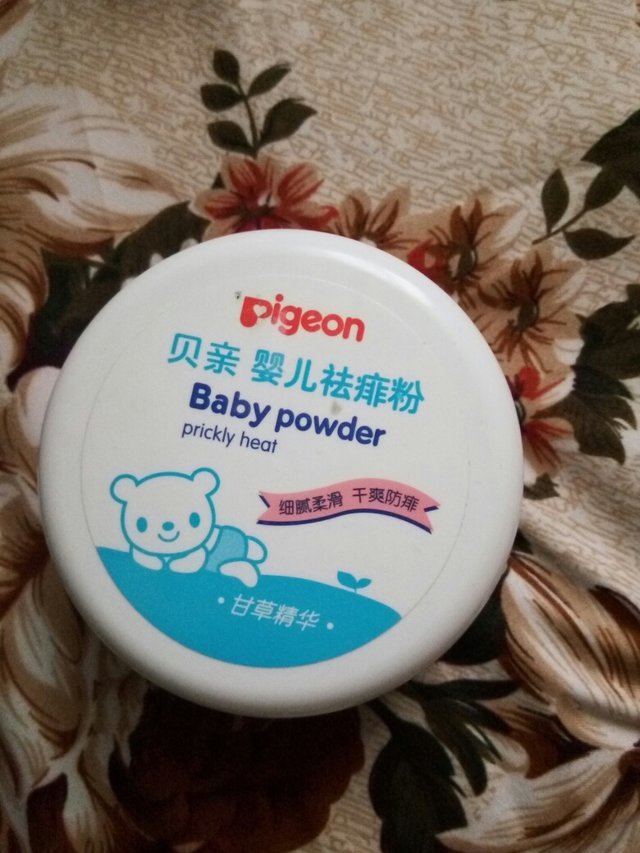 Pigeon
贝亲 婴儿祛痱粉
Baby powder
prickly heat
细腻柔滑 干爽防痱
·甘草精华·